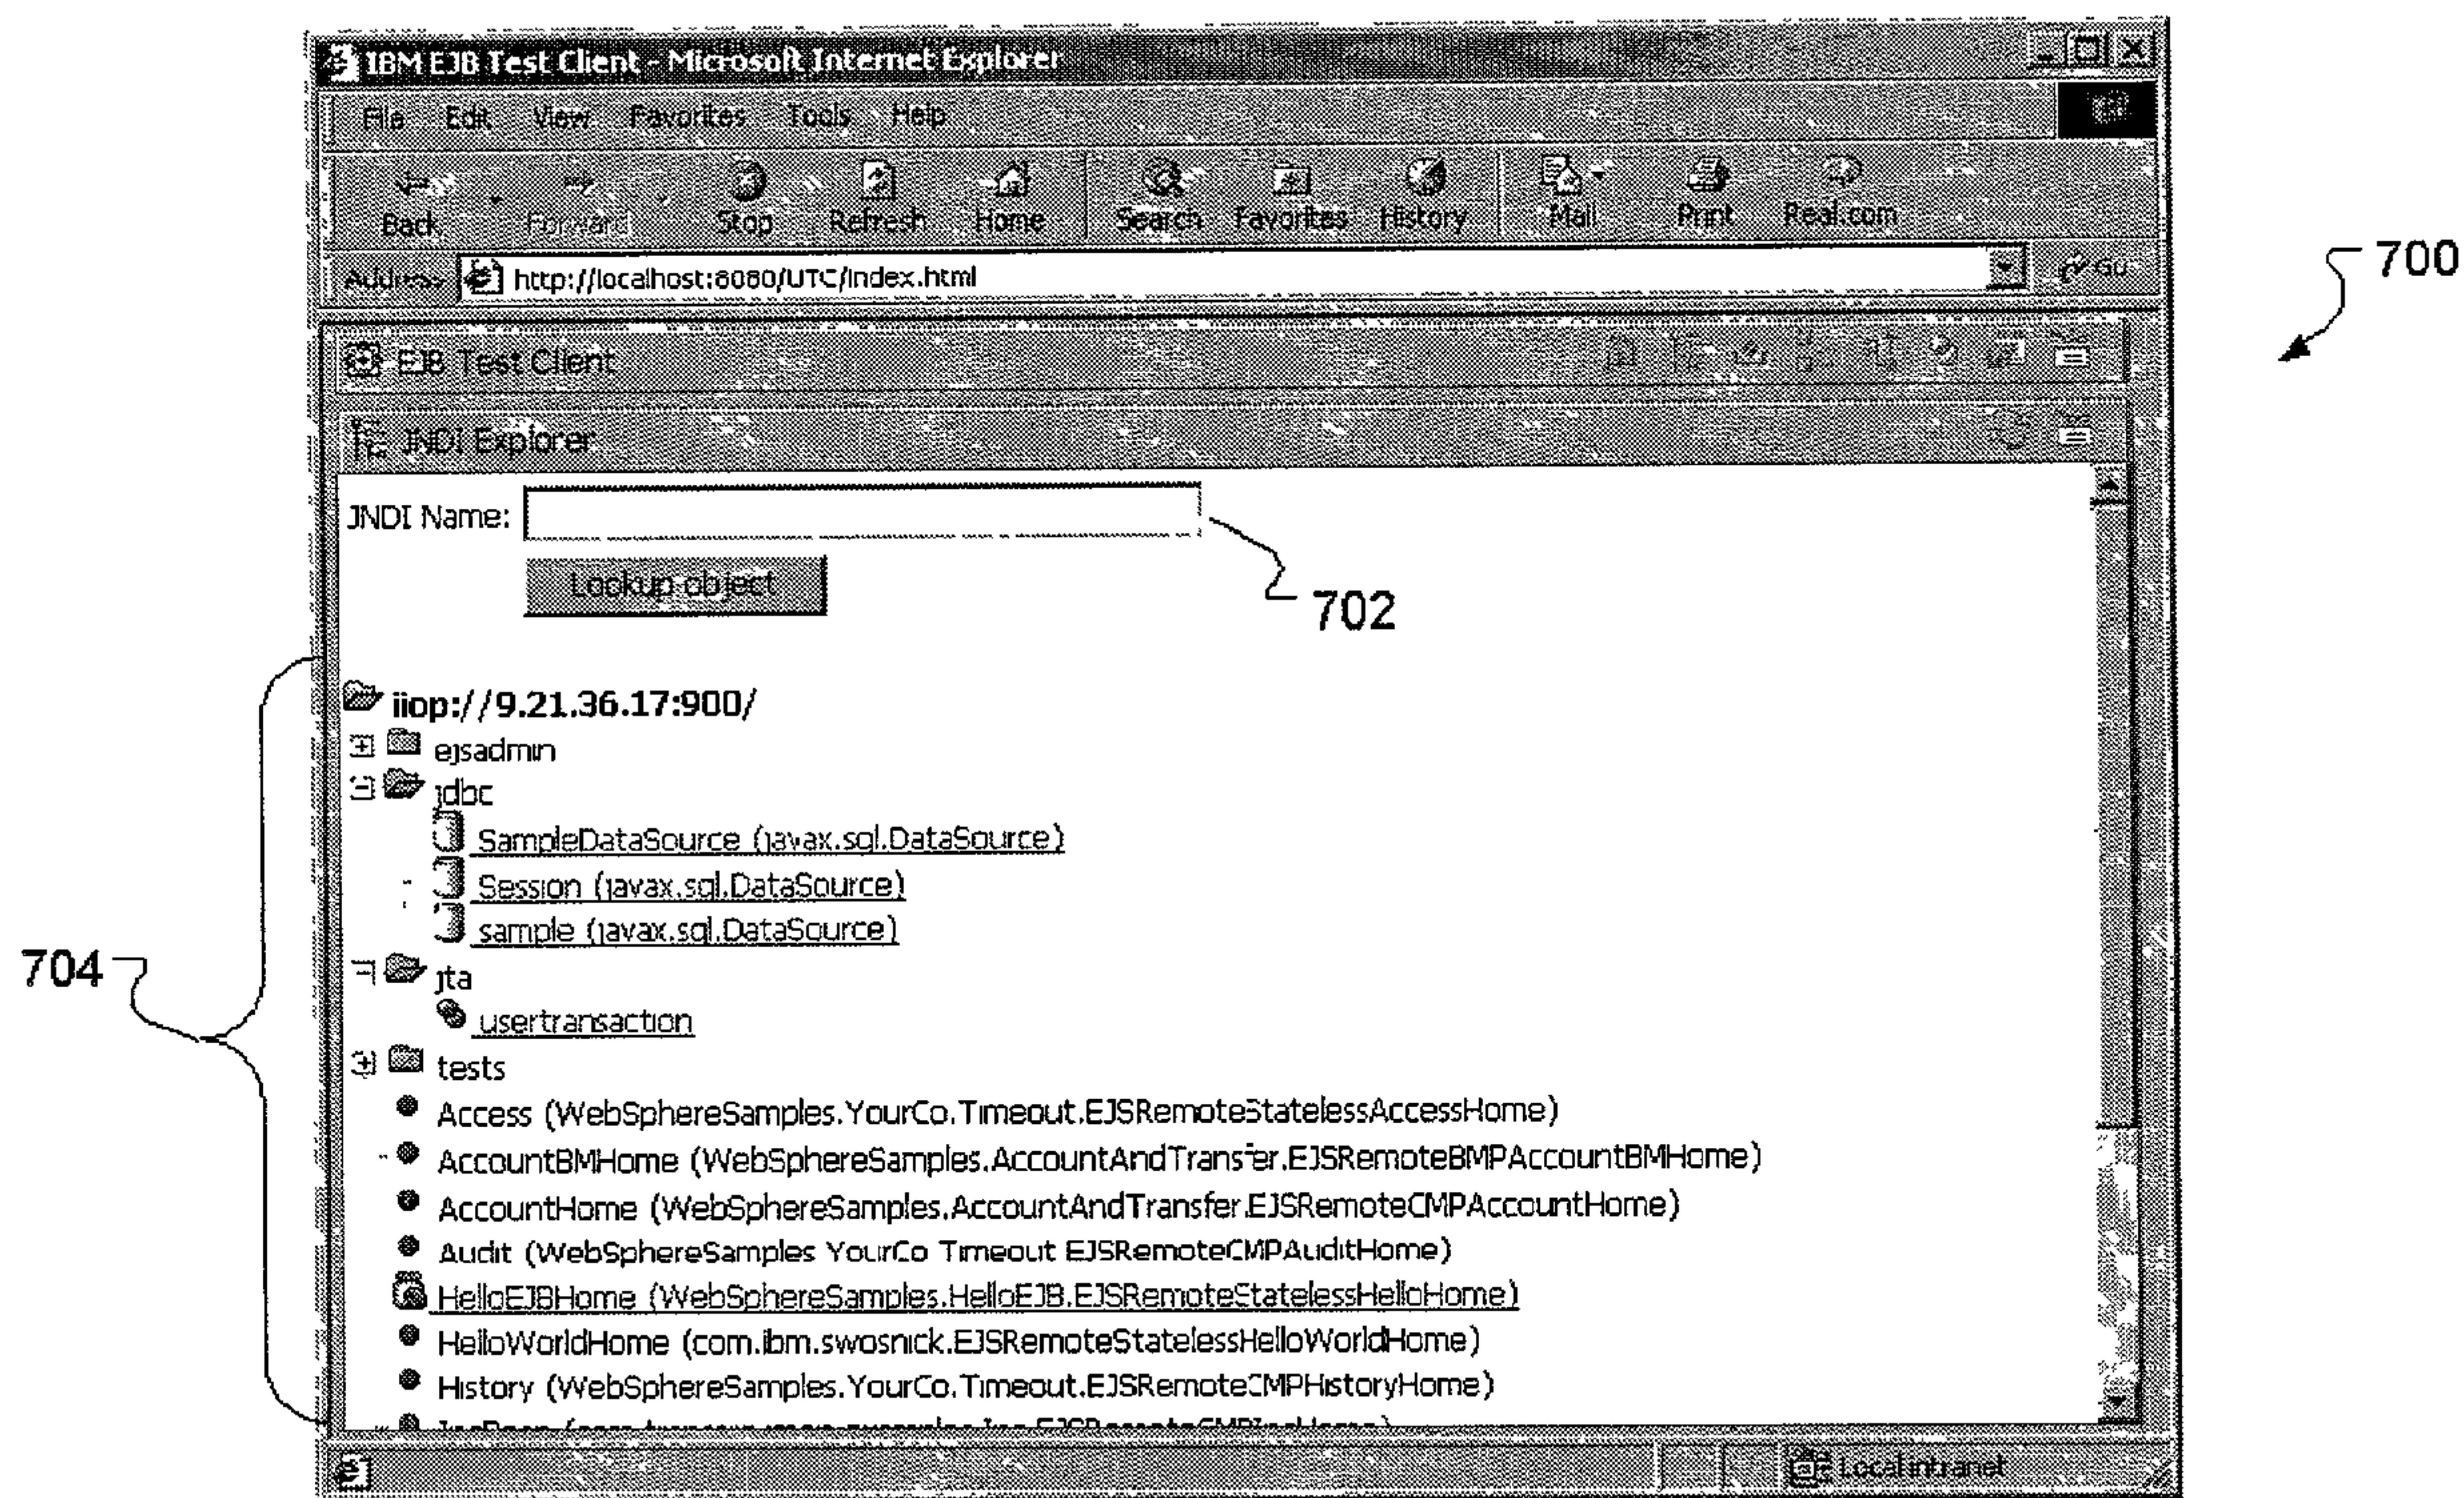 IBM EJB Test Client - Microsoft Internet Explorer
File Edit View Favorites Tools Help
Back Forward Stop Refresh Home Search Favorites History Mail Print Real.com
Address http://localhost:8080/UTC/index.html Go
700
EJB Test Client
JNDI Explorer
JNDI Name:
Lookup object
702
iiop://9.21.36.17:900/
ejsadmin
jdbc
SampleDataSource (javax.sql.DataSource)
Session (javax.sql.DataSource)
sample (javax.sql.DataSource)
704
jta
usertransaction
tests
Access (WebSphereSamples.YourCo.Timeout.EJSRemoteStatelessAccessHome)
AccountBMHome (WebSphereSamples.AccountAndTransfer.EJSRemoteBMPAccountBMHome)
AccountHome (WebSphereSamples.AccountAndTransfer.EJSRemoteCMPAccountHome)
Audit (WebSphereSamples YourCo Timeout EJSRemoteCMPAuditHome)
HelloEJBHome (WebSphereSamples.HelloEJB.EJSRemoteStatelessHelloHome)
HelloWorldHome (com.ibm.swosnick.EJSRemoteStatelessHelloWorldHome)
History (WebSphereSamples.YourCo.Timeout.EJSRemoteCMPHistoryHome)
Local intranet